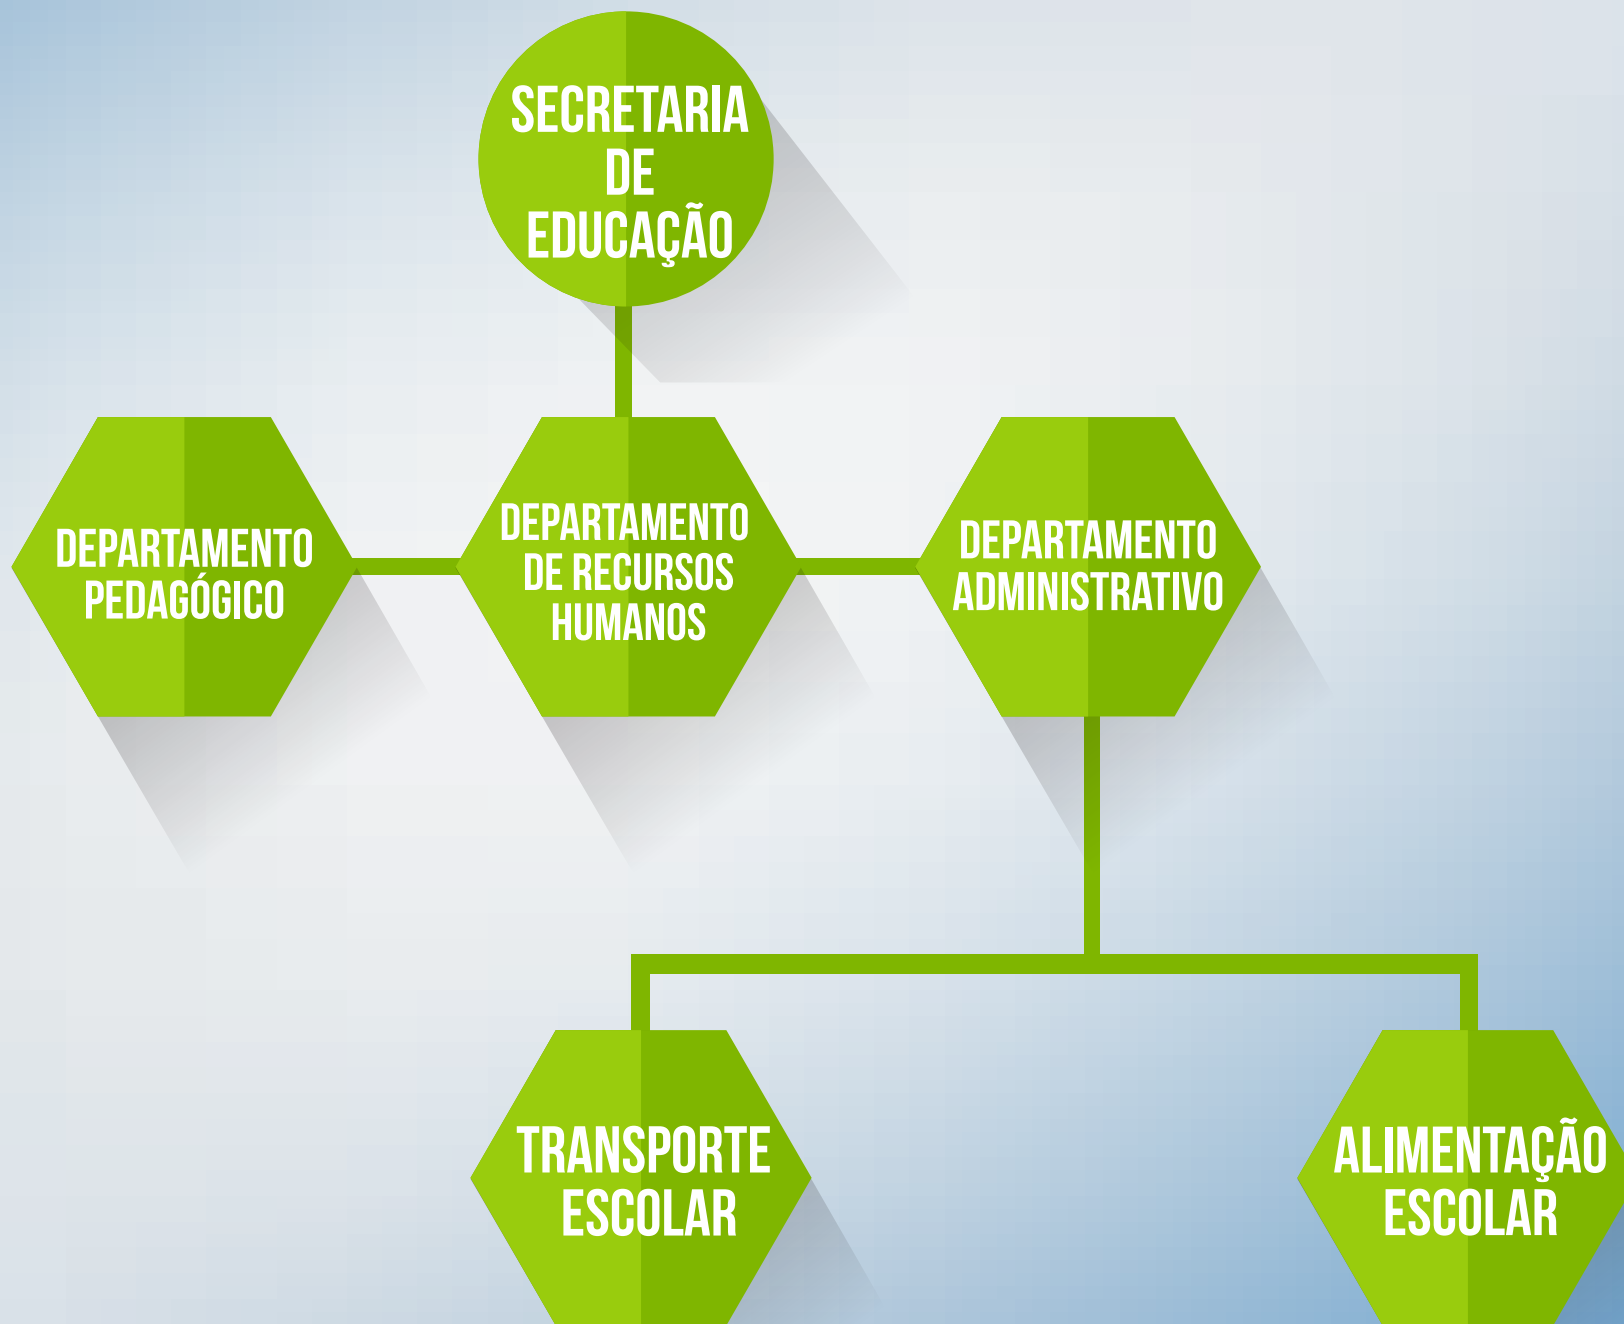 SECRETARIA
DE
EDUCAÇÃO
DEPARTAMENTO
PEDAGÓGICO
DEPARTAMENTO
DE RECURSOS
HUMANOS
DEPARTAMENTO
ADMINISTRATIVO
TRANSPORTE
ESCOLAR
ALIMENTAÇÃO
ESCOLAR